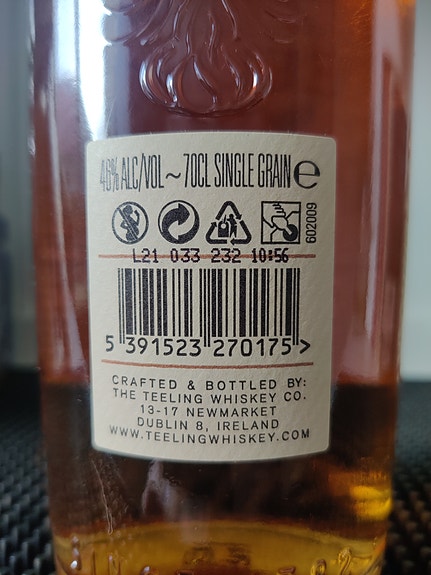 46% ALC/VOL ~ 70CL SINGLE GRAIN e
602009
L21 033 232 10:56
5 391523 270175 >
CRAFTED & BOTTLED BY:
THE TEELING WHISKEY CO.
13-17 NEWMARKET
DUBLIN 8, IRELAND
WWW.TEELINGWHISKEY.COM